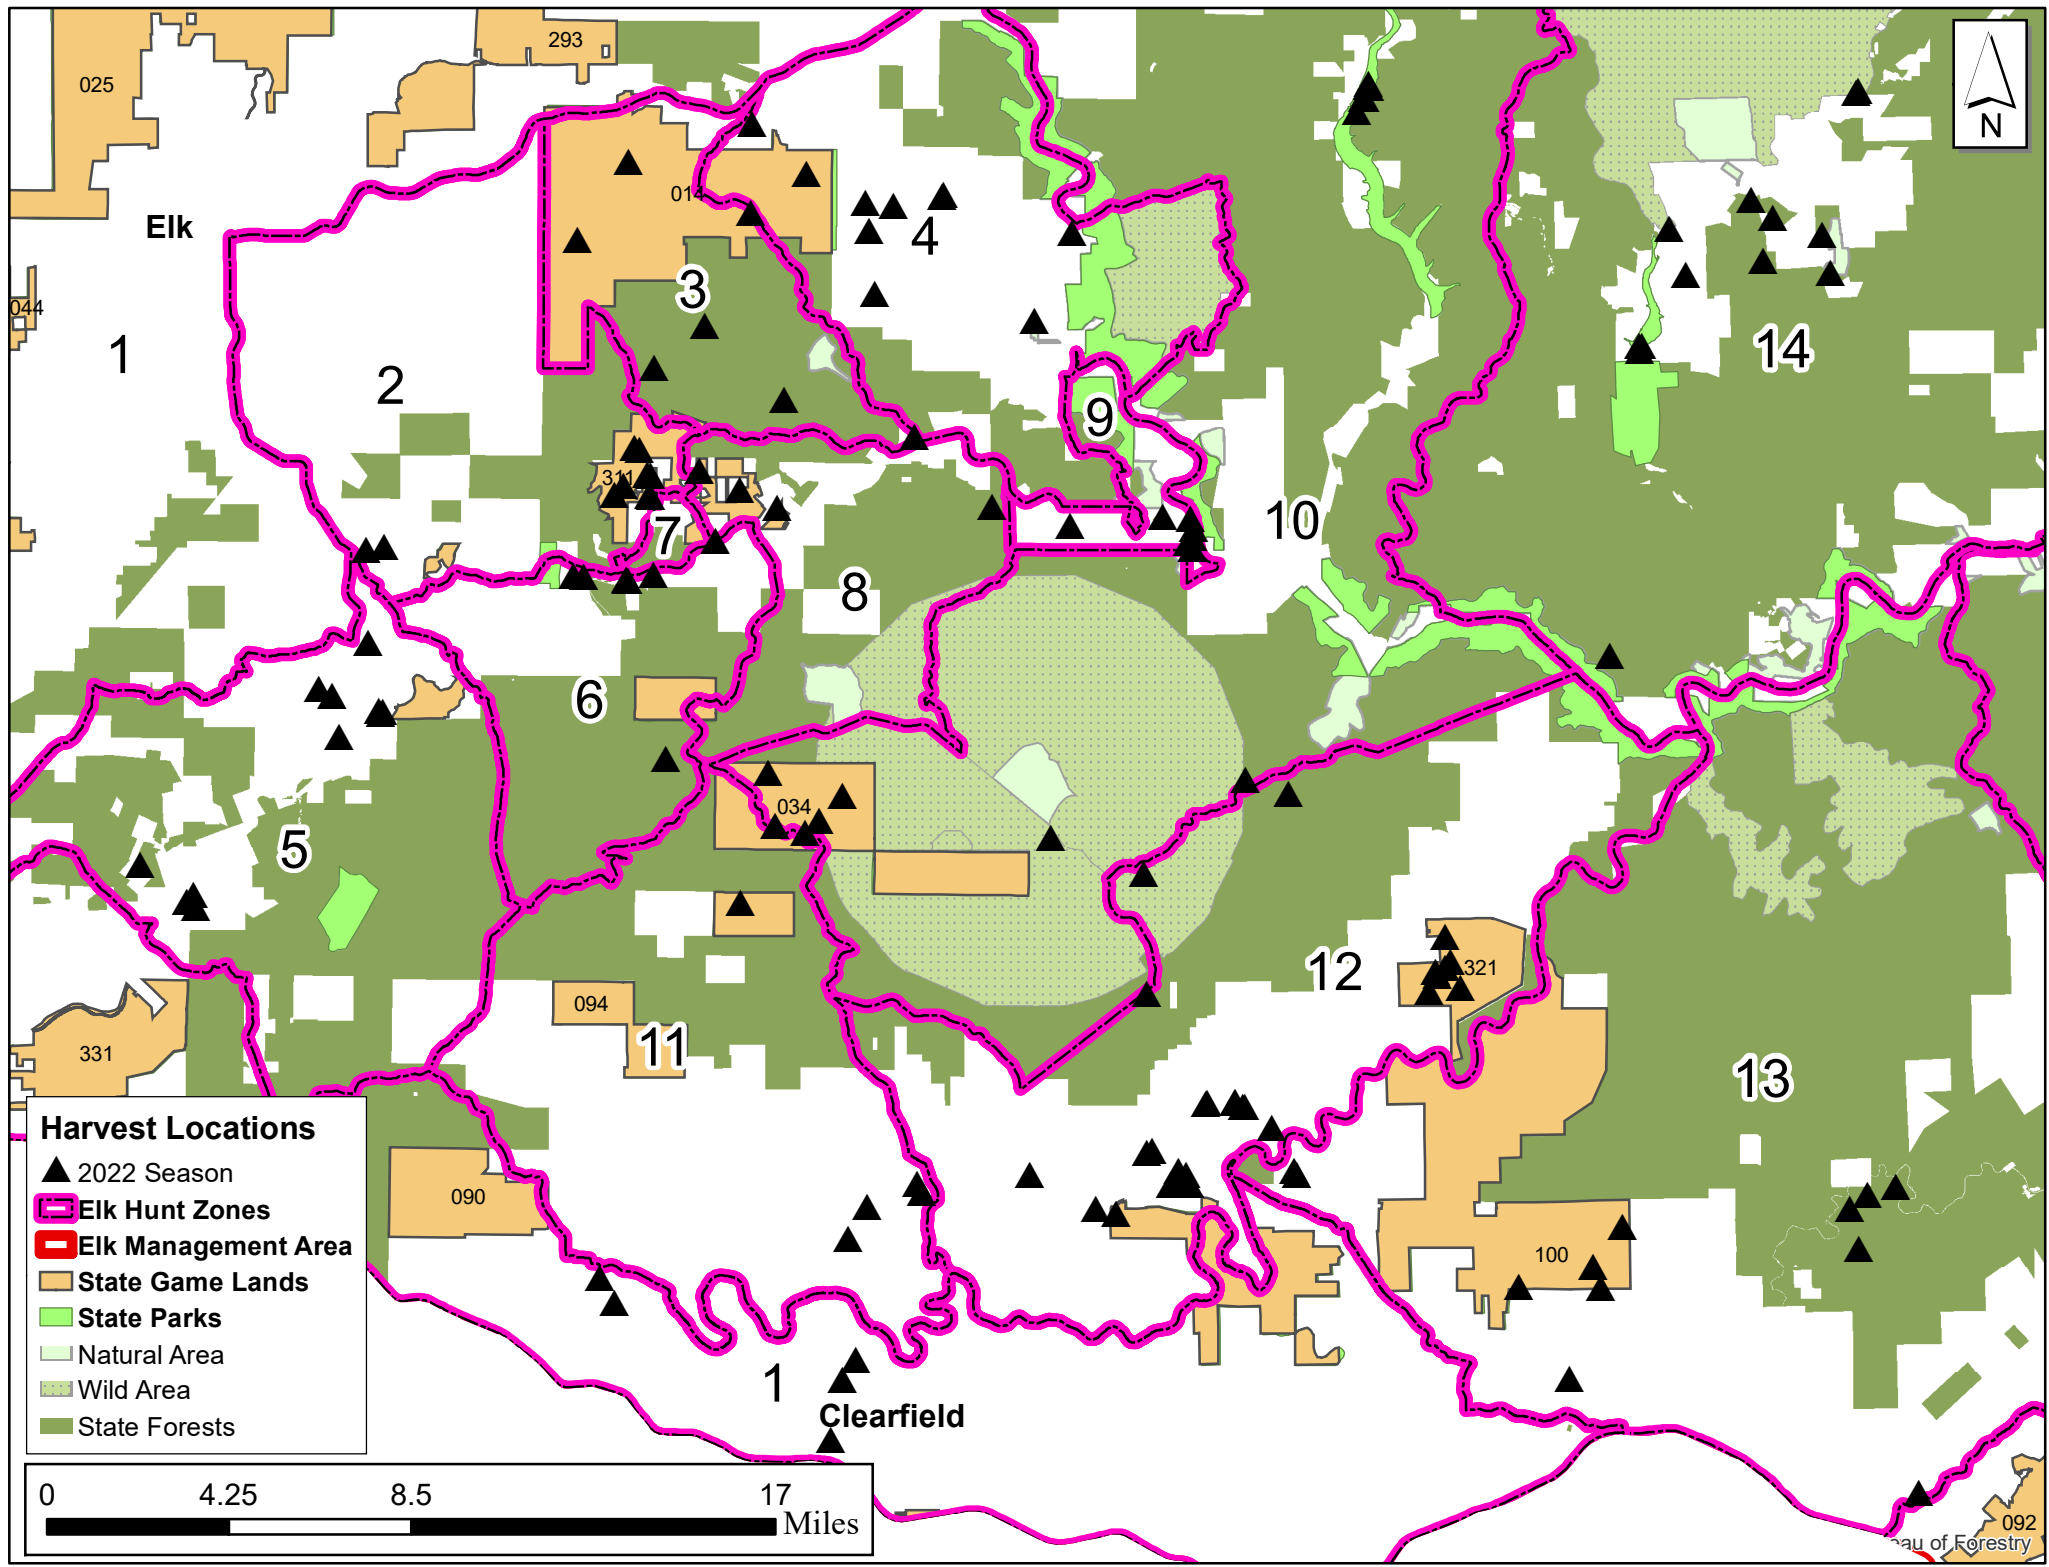 293
025
N
014
Elk
4
3
044
1
14
2
9
311
10
7
8
6
034
5
321
12
094
11
331
13
090
100
1
Clearfield
Harvest Locations
2022 Season
Elk Hunt Zones
Elk Management Area
State Game Lands
State Parks
Natural Area
Wild Area
State Forests
0 4.25 8.5 17
Miles
092
au of Forestry